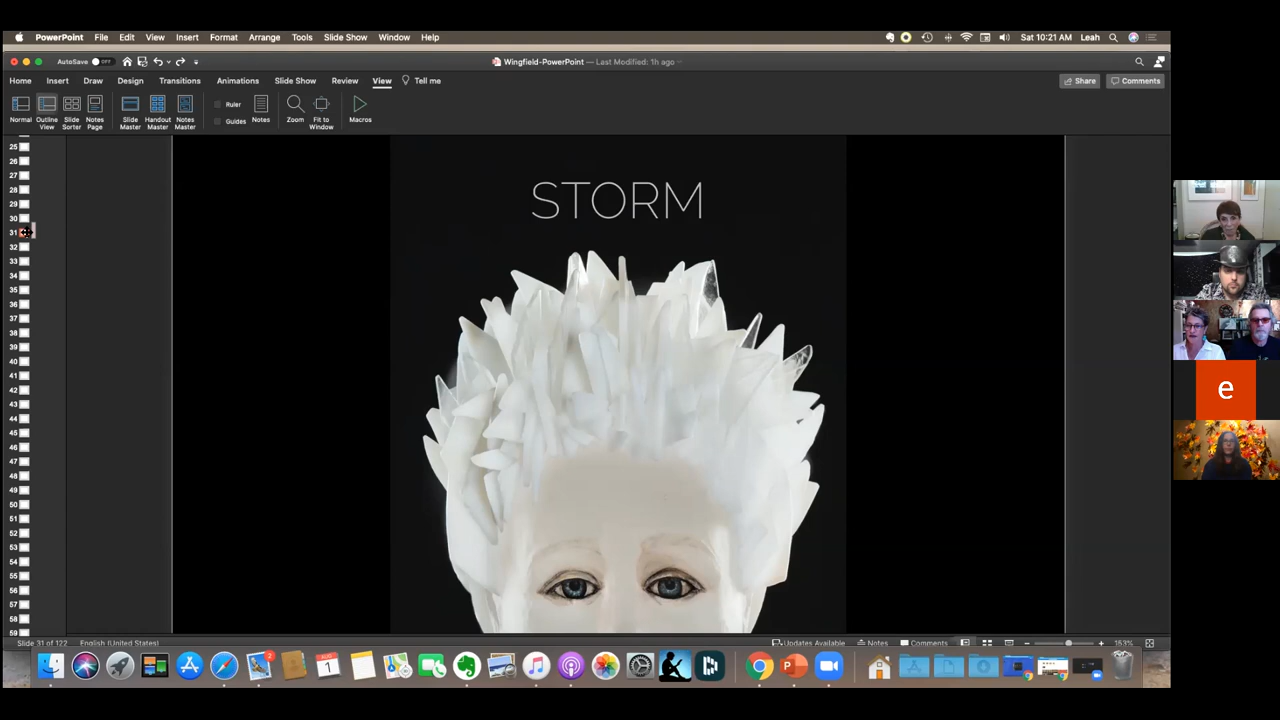 PowerPoint File Edit View Insert Format Arrange Tools Slide Show Window Help
Sat 10:21 AM Leah
AutoSave OFF
Wingfield-PowerPoint — Last Modified: 1h ago
Home Insert Draw Design Transitions Animations Slide Show Review View Tell me
Share Comments
Normal
Outline View
Slide Sorter
Notes Page
Slide Master
Handout Master
Notes Master
Ruler
Guides
Notes
Zoom
Fit to Window
Macros
25
26
27
28
29
30
31
32
33
34
35
36
37
38
39
40
41
42
43
44
45
46
47
48
49
50
51
52
53
54
55
56
57
58
59
STORM
e
Slide 31 of 122 English (United States)
Updates Available Notes Comments 153%
AUG
1
2